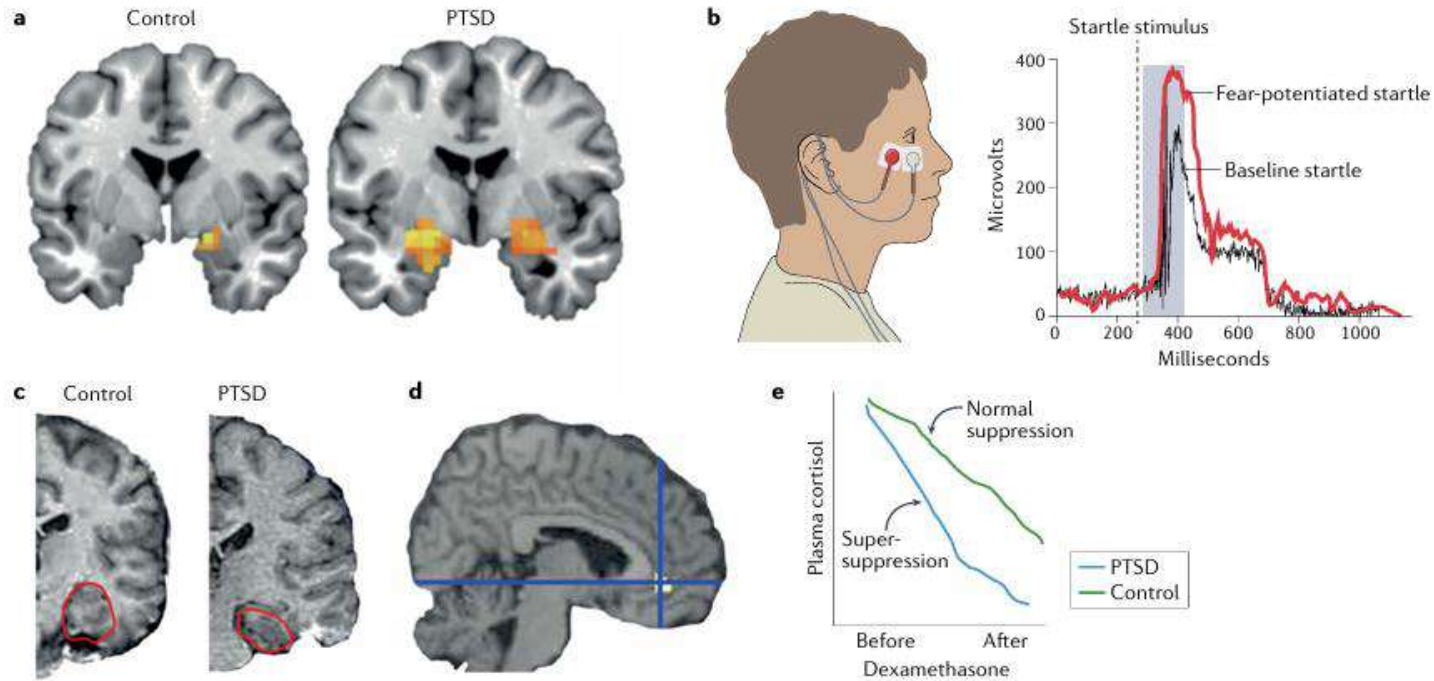 a
Control
PTSD
b
Startle stimulus
400
300
200
100
0
Microvolts
Fear-potentiated startle
Baseline startle
0 200 400 600 800 1000
Milliseconds
c
Control
PTSD
d
e
Plasma cortisol
Normal
suppression
Super-
suppression
PTSD
Control
Before
After
Dexamethasone